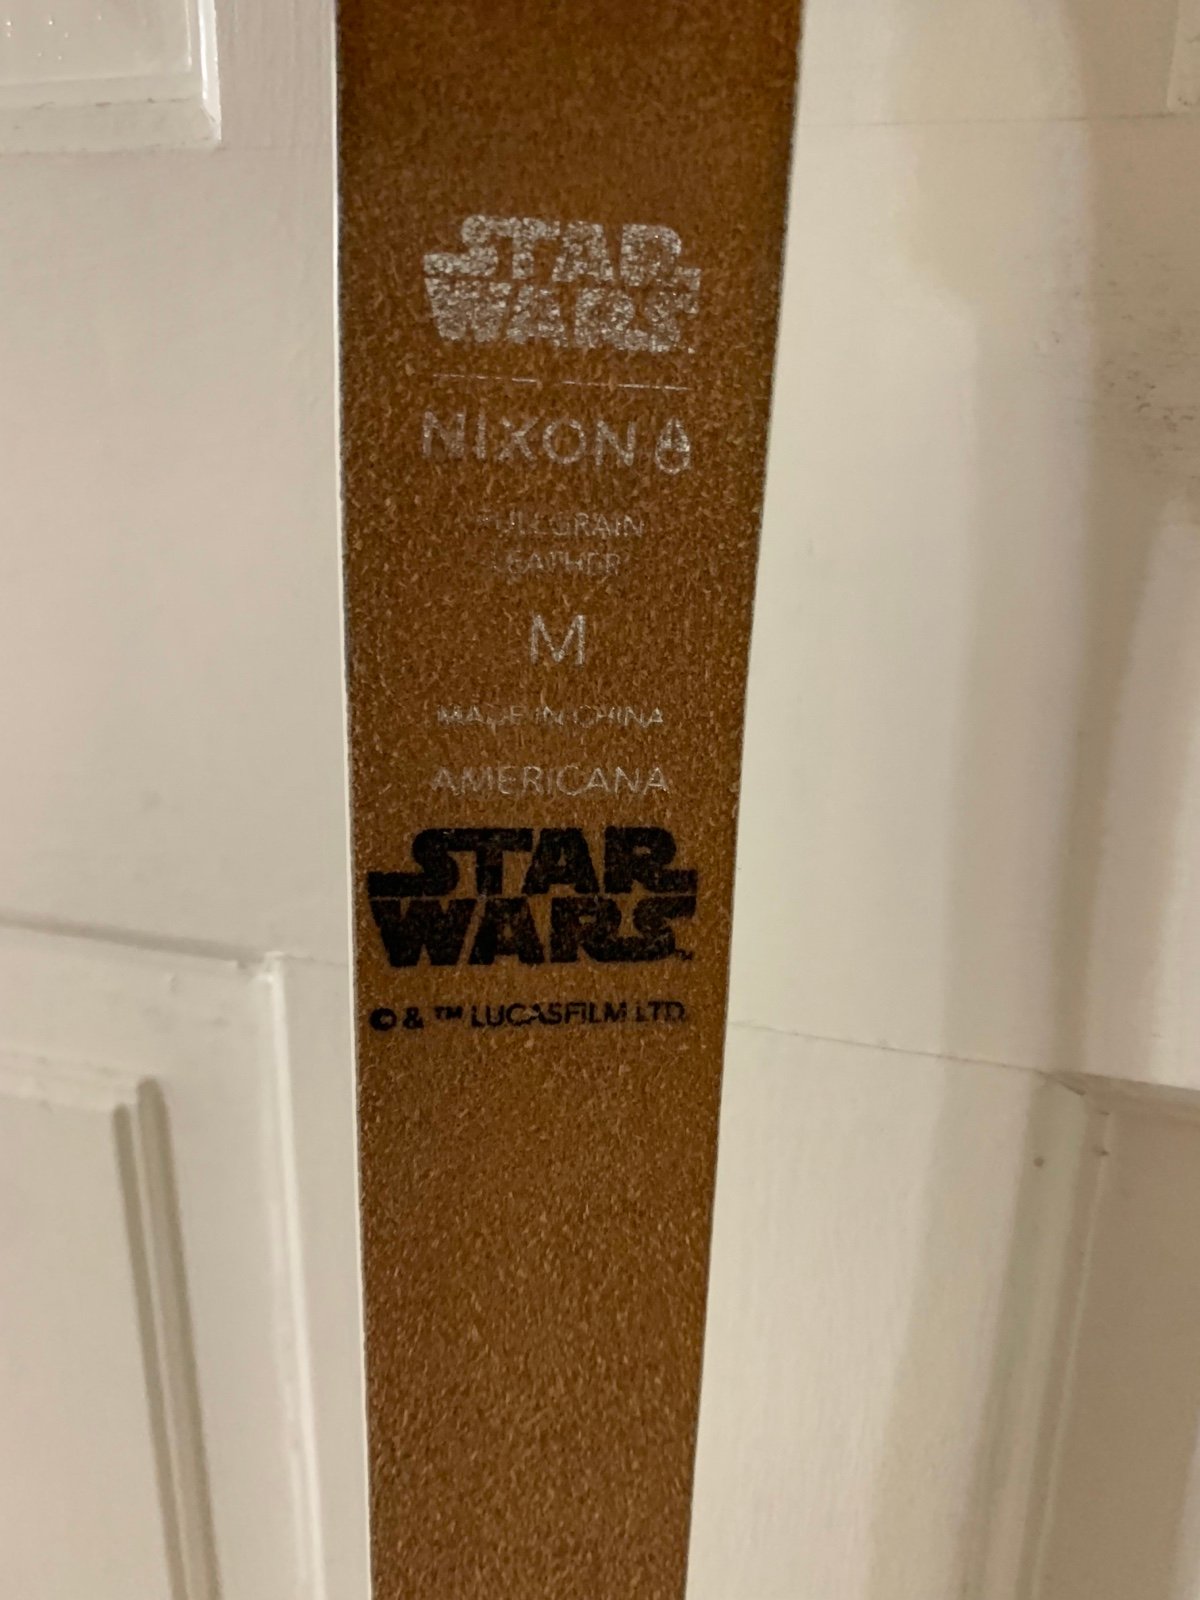 STAR
WARS
NIXON
FULL GRAIN
LEATHER
M
MADE IN CHINA
AMERICANA
STAR
WARS
© & ™ LUCASFILM LTD.